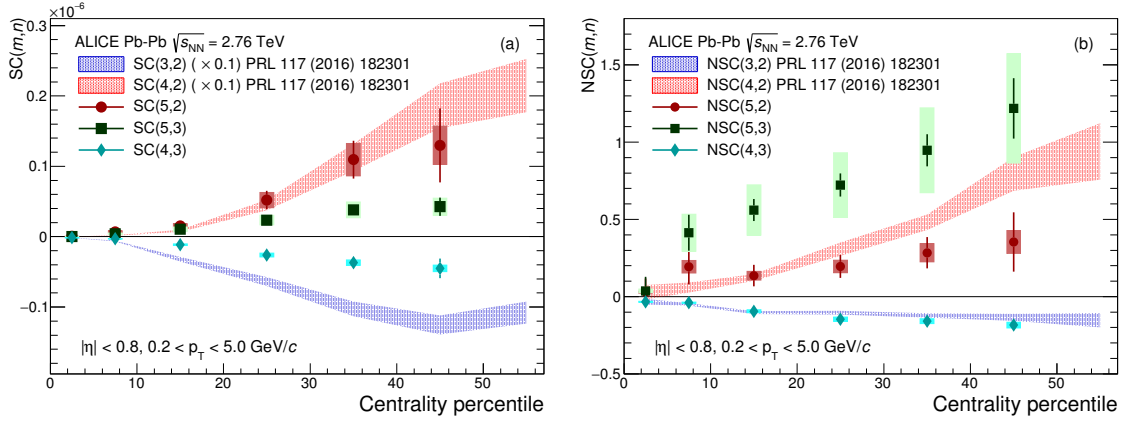 ×10⁻⁶
SC(m,n)
0.3
0.2
0.1
0
−0.1
ALICE Pb-Pb √sNN = 2.76 TeV (a)
SC(3,2) (×0.1) PRL 117 (2016) 182301
SC(4,2) (×0.1) PRL 117 (2016) 182301
SC(5,2)
SC(5,3)
SC(4,3)
|η| < 0.8, 0.2 < pT < 5.0 GeV/c
0 10 20 30 40 50
Centrality percentile
NSC(m,n)
1.5
1
0.5
0
−0.5
ALICE Pb-Pb √sNN = 2.76 TeV (b)
NSC(3,2) PRL 117 (2016) 182301
NSC(4,2) PRL 117 (2016) 182301
NSC(5,2)
NSC(5,3)
NSC(4,3)
|η| < 0.8, 0.2 < pT < 5.0 GeV/c
0 10 20 30 40 50
Centrality percentile